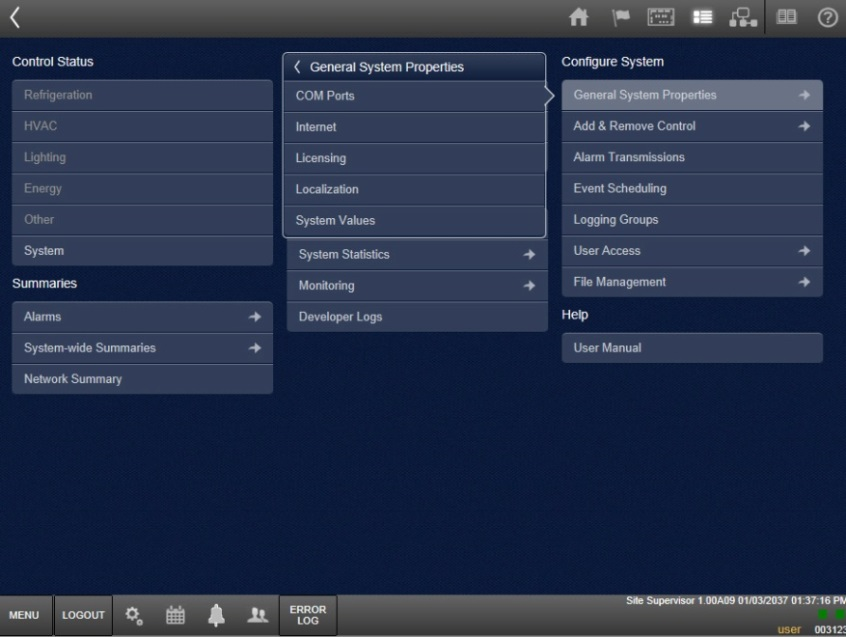 Control Status
Refrigeration
HVAC
Lighting
Energy
Other
System
Summaries
Alarms
System-wide Summaries
Network Summary
General System Properties
COM Ports
Internet
Licensing
Localization
System Values
System Statistics
Monitoring
Developer Logs
Configure System
General System Properties
Add & Remove Control
Alarm Transmissions
Event Scheduling
Logging Groups
User Access
File Management
Help
User Manual
MENU
LOGOUT
ERROR
LOG
Site Supervisor 1.00A09 01/03/2037 01:37:16 PM
user 003123